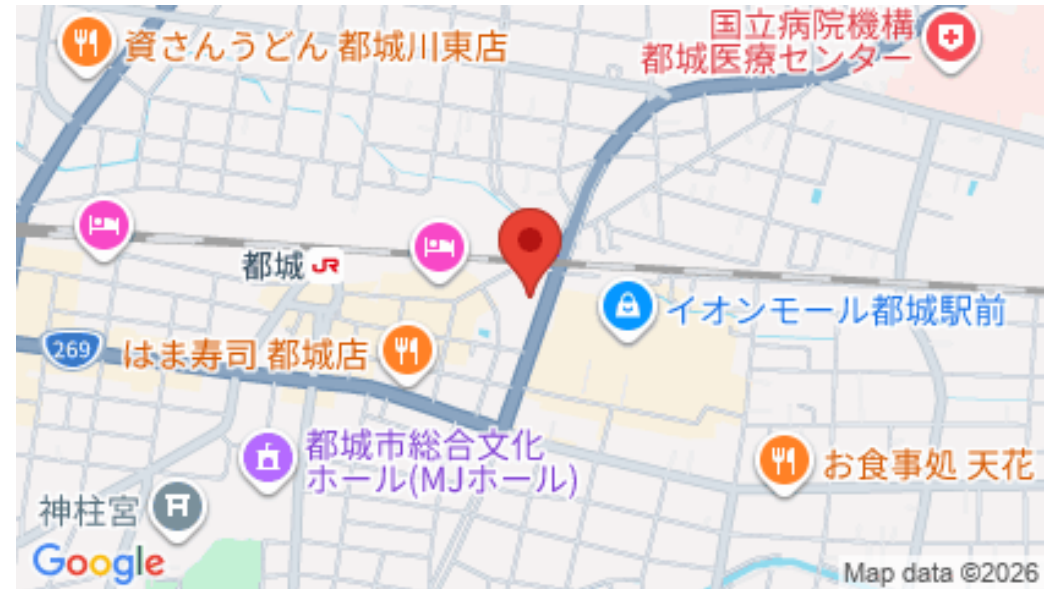 資さんうどん 都城川東店
国立病院機構
都城医療センター
都城 JR
イオンモール都城駅前
269
はま寿司 都城店
都城市総合文化
ホール(MJホール)
お食事処 天花
神柱宮
Google
Map data ©2026